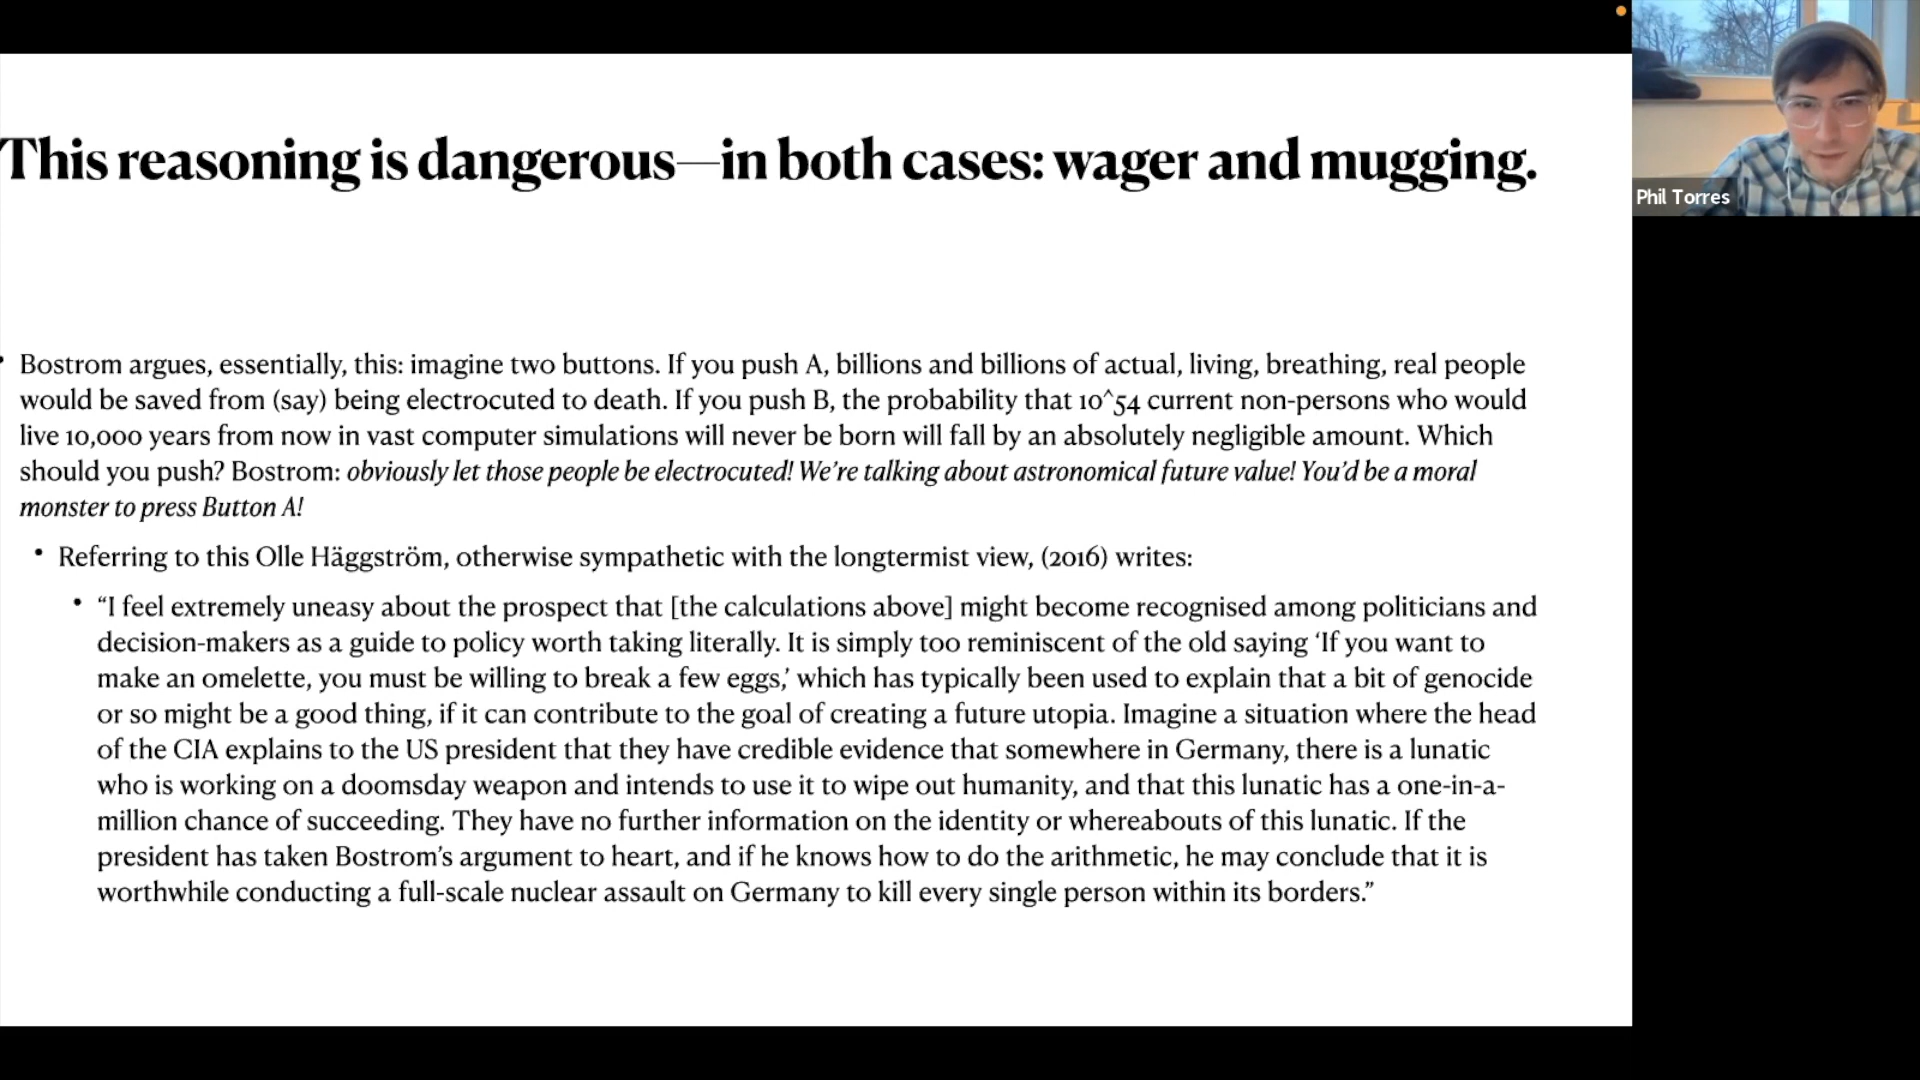 This reasoning is dangerous—in both cases: wager and mugging.
Phil Torres
• Bostrom argues, essentially, this: imagine two buttons. If you push A, billions and billions of actual, living, breathing, real people
would be saved from (say) being electrocuted to death. If you push B, the probability that 10^54 current non-persons who would
live 10,000 years from now in vast computer simulations will never be born will fall by an absolutely negligible amount. Which
should you push? Bostrom: obviously let those people be electrocuted! We’re talking about astronomical future value! You’d be a moral
monster to press Button A!
• Referring to this Olle Häggström, otherwise sympathetic with the longtermist view, (2016) writes:
• “I feel extremely uneasy about the prospect that [the calculations above] might become recognised among politicians and
decision-makers as a guide to policy worth taking literally. It is simply too reminiscent of the old saying ‘If you want to
make an omelette, you must be willing to break a few eggs,’ which has typically been used to explain that a bit of genocide
or so might be a good thing, if it can contribute to the goal of creating a future utopia. Imagine a situation where the head
of the CIA explains to the US president that they have credible evidence that somewhere in Germany, there is a lunatic
who is working on a doomsday weapon and intends to use it to wipe out humanity, and that this lunatic has a one-in-a-
million chance of succeeding. They have no further information on the identity or whereabouts of this lunatic. If the
president has taken Bostrom’s argument to heart, and if he knows how to do the arithmetic, he may conclude that it is
worthwhile conducting a full-scale nuclear assault on Germany to kill every single person within its borders.”